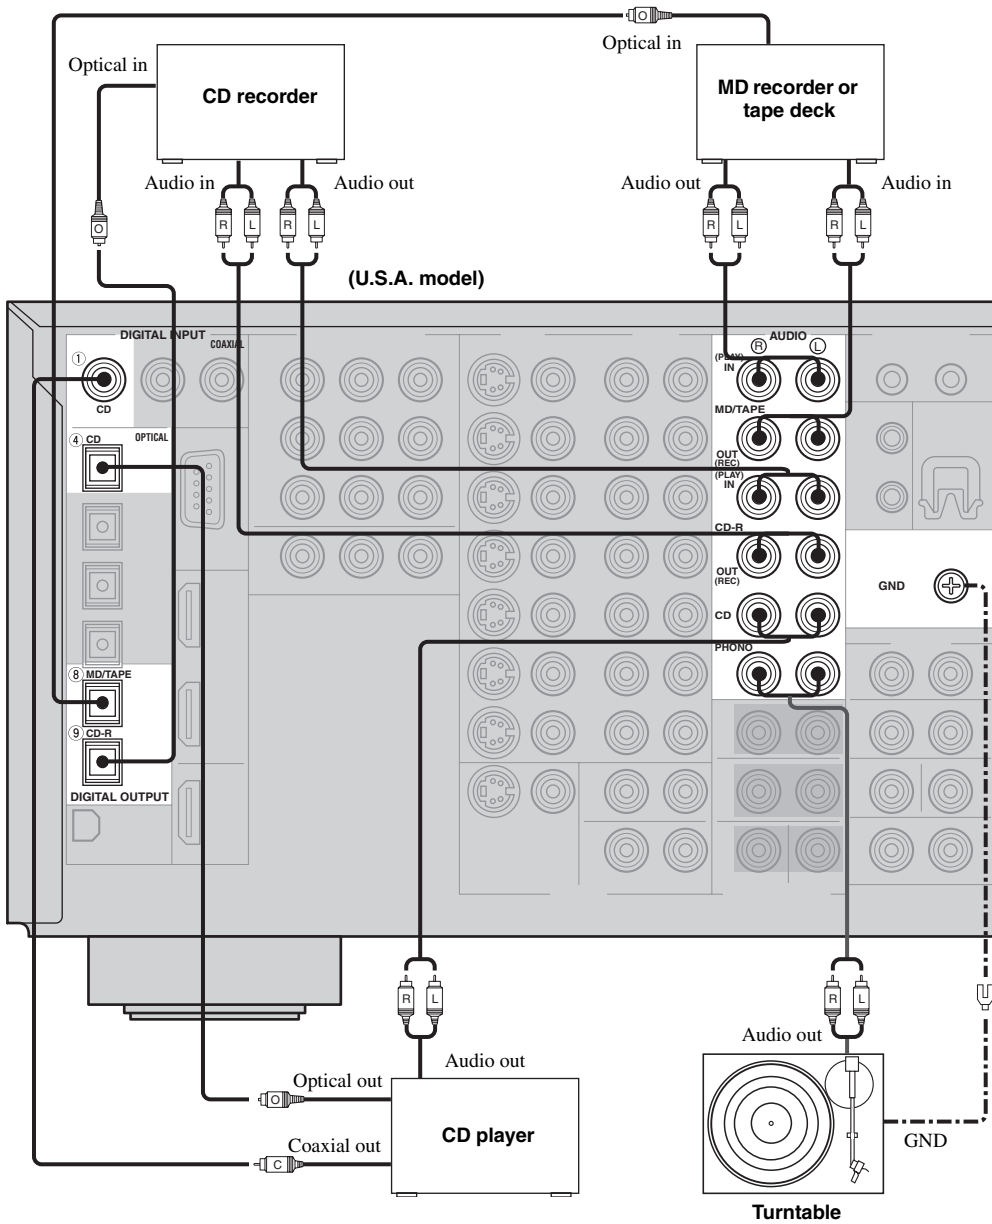 O
Optical in
Optical in
CD recorder
MD recorder or
tape deck
Audio in
Audio out
Audio out
Audio in
O
R L R L
R L R L
(U.S.A. model)
DIGITAL INPUT
COAXIAL
① CD
④ CD
OPTICAL
⑧ MD/TAPE
⑨ CD-R
DIGITAL OUTPUT
AUDIO
R L
(PLAY)
IN
MD/TAPE
OUT
(REC)
(PLAY)
IN
CD-R
OUT
(REC)
CD
PHONO
GND
R L
R L
Audio out
Audio out
O
Optical out
C
Coaxial out
CD player
GND
Turntable